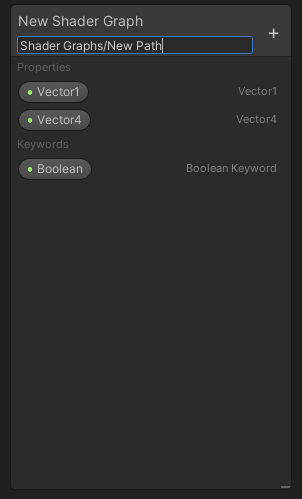 New Shader Graph
+
Shader Graphs/New Path
Properties
Vector1 Vector1
Vector4 Vector4
Keywords
Boolean Boolean Keyword